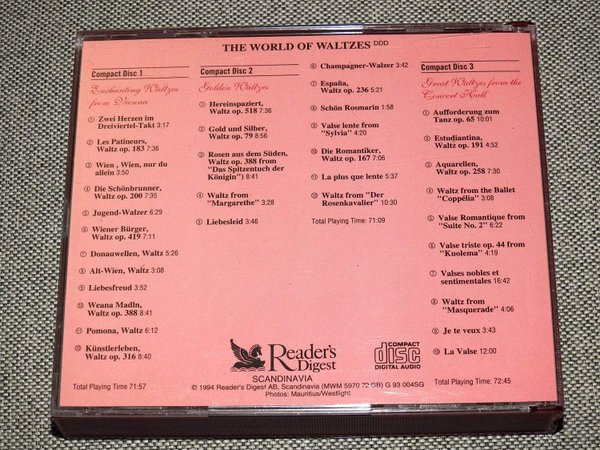 THE WORLD OF WALTZES DDD
Compact Disc 1
Enchanting Waltzes
from Vienna
① Zwei Herzen im
Dreiviertel-Takt 3:17
② Les Patineurs,
Waltz op. 183 7:36
③ Wien , Wien, nur du
allein 3:50
④ Die Schönbrunner,
Waltz op. 200 7:35
⑤ Jugend-Walzer 6:29
⑥ Wiener Bürger,
Waltz op. 419 7:11
⑦ Donauwellen, Waltz 5:26
⑧ Alt-Wien, Waltz 3:08
⑨ Liebesfreud 3:52
⑩ Weana Madln,
Waltz op. 388 8:41
⑪ Pomona, Waltz 6:12
⑫ Künstlerleben,
Waltz op. 316 8:40
Total Playing Time: 71:57
Compact Disc 2
Golden Waltzes
① Hereinspaziert,
Waltz op. 518 7:36
② Gold und Silber,
Waltz op. 79 8:56
③ Rosen aus dem Süden,
Waltz op. 388 from
"Das Spitzentuch der
Königin") 8:41
④ Waltz from
"Margarethe" 3:28
⑤ Liebesleid 3:46
⑥ Champagner-Walzer 3:42
⑦ España,
Waltz op. 236 5:21
⑧ Schön Rosmarin 1:58
⑨ Valse lente from
"Sylvia" 4:20
⑩ Die Romantiker,
Waltz op. 167 7:06
⑪ La plus que lente 5:37
⑫ Waltz from "Der
Rosenkavalier" 10:30
Total Playing Time: 71:09
Compact Disc 3
Great Waltzes from the
Concert Hall
① Aufforderung zum
Tanz op. 65 10:01
② Estudiantina,
Waltz op. 191 4:52
③ Aquarellen,
Waltz op. 258 7:30
④ Waltz from the Ballet
"Coppélia" 3:01
⑤ Valse Romantique from
"Suite No. 2" 6:22
⑥ Valse triste op. 44 from
"Kuolema" 4:19
⑦ Valses nobles et
sentimentales 16:42
⑧ Waltz from
"Masquerade" 4:06
⑨ Je te veux 3:43
⑩ La Valse 12:00
Total Playing Time: 72:45
Reader's
Digest
SCANDINAVIA
COMPACT
disc
DIGITAL AUDIO
© 1994 Reader's Digest AB, Scandinavia (MWM 5970 72 GB) G 93 004SG
Photos: Mauritius/Westlight